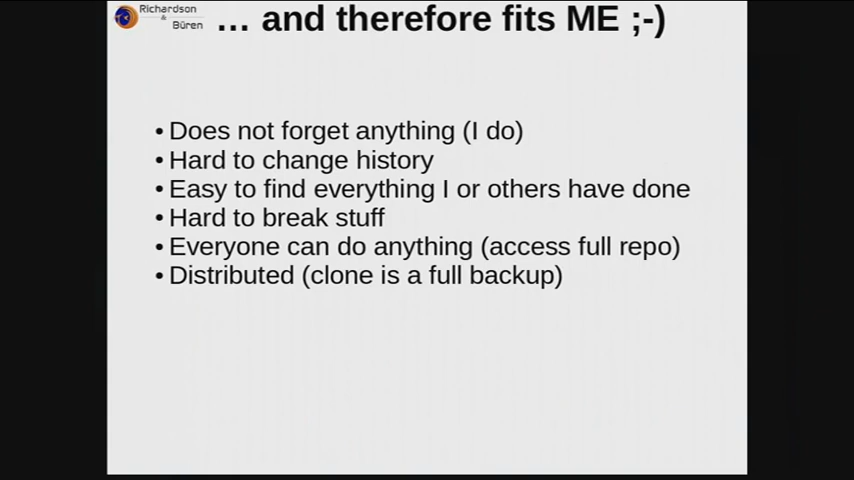 Richardson
&
Büren
... and therefore fits ME ;-)
• Does not forget anything (I do)
• Hard to change history
• Easy to find everything I or others have done
• Hard to break stuff
• Everyone can do anything (access full repo)
• Distributed (clone is a full backup)